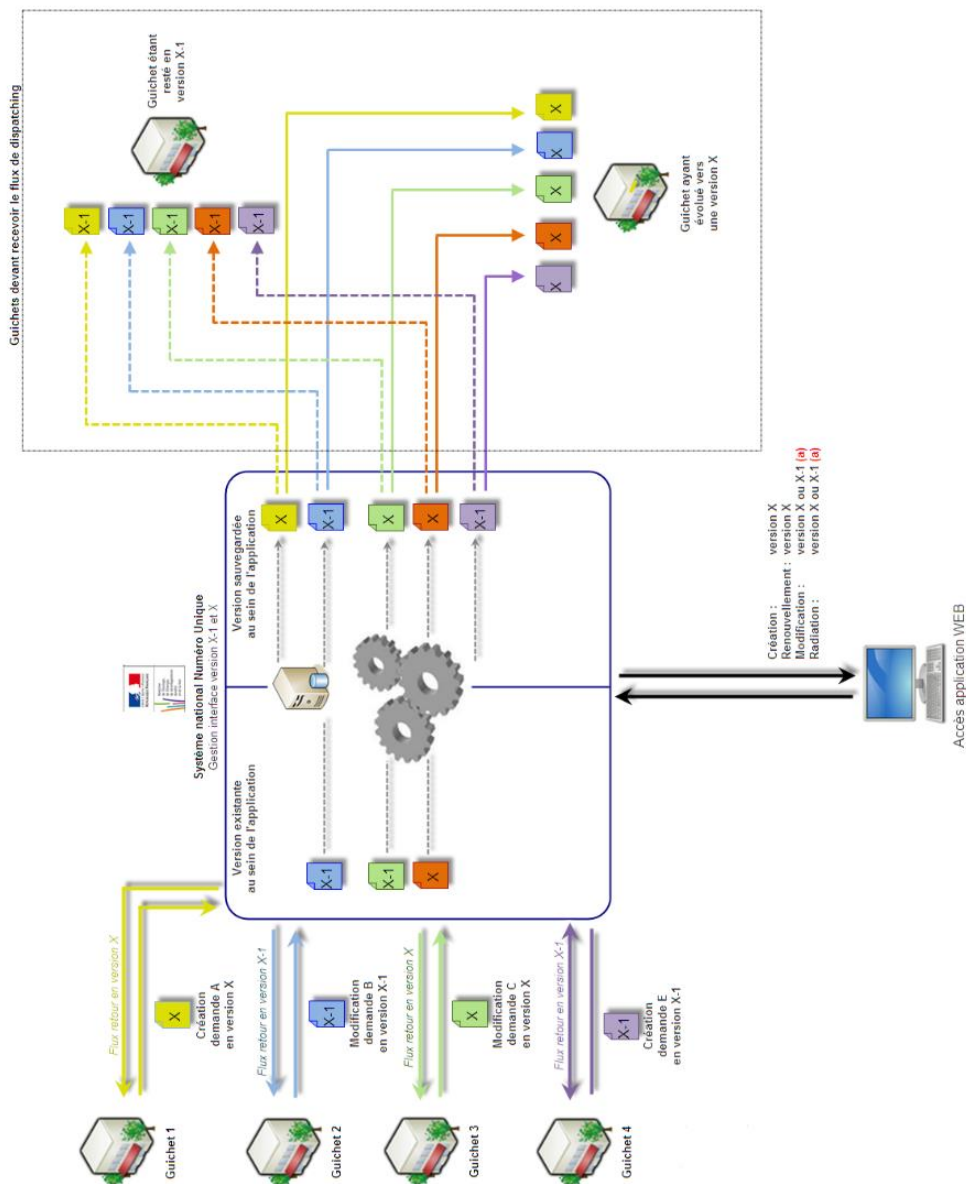 Guichets devant recevoir le flux de dispatching
Guichet étant
resté en
version X-1
X-1
X-1
X-1
X-1
X-1
X
X
X
X
X
Guichet ayant
évolué vers
une version X
Système national Numéro Unique
Gestion interface version X-1 et X
Version existante
au sein de l'application
Version sauvegardée
au sein de l'application
X-1
X-1
X
X
X-1
X
X
X-1
Guichet 1
Flux retour en version X
X
Création
demande A
en version X
Guichet 2
Flux retour en version X-1
X-1
Modification
demande B
en version X-1
Guichet 3
Flux retour en version X
X
Modification
demande C
en version X
Guichet 4
Flux retour en version X-1
X-1
Création
demande E
en version X-1
Création : version X
Renouvellement : version X
Modification : version X ou X-1 (a)
Radiation : version X ou X-1 (a)
Accès application WEB